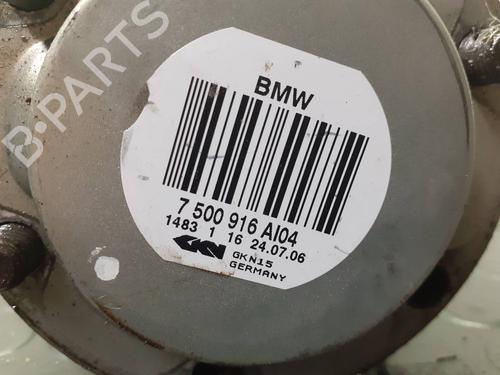 B-PARTS
BMW
7 500 916 AI04
1483 1 16 24.07.06
GKN
GKN15
GERMANY